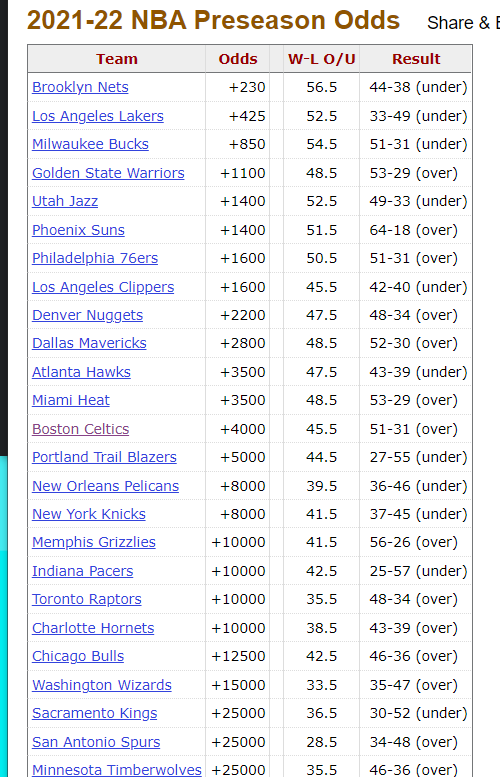 2021-22 NBA Preseason Odds Share &
Team Odds W-L O/U Result
Brooklyn Nets +230 56.5 44-38 (under)
Los Angeles Lakers +425 52.5 33-49 (under)
Milwaukee Bucks +850 54.5 51-31 (under)
Golden State Warriors +1100 48.5 53-29 (over)
Utah Jazz +1400 52.5 49-33 (under)
Phoenix Suns +1400 51.5 64-18 (over)
Philadelphia 76ers +1600 50.5 51-31 (over)
Los Angeles Clippers +1600 45.5 42-40 (under)
Denver Nuggets +2200 47.5 48-34 (over)
Dallas Mavericks +2800 48.5 52-30 (over)
Atlanta Hawks +3500 47.5 43-39 (under)
Miami Heat +3500 48.5 53-29 (over)
Boston Celtics +4000 45.5 51-31 (over)
Portland Trail Blazers +5000 44.5 27-55 (under)
New Orleans Pelicans +8000 39.5 36-46 (under)
New York Knicks +8000 41.5 37-45 (under)
Memphis Grizzlies +10000 41.5 56-26 (over)
Indiana Pacers +10000 42.5 25-57 (under)
Toronto Raptors +10000 35.5 48-34 (over)
Charlotte Hornets +10000 38.5 43-39 (over)
Chicago Bulls +12500 42.5 46-36 (over)
Washington Wizards +15000 33.5 35-47 (over)
Sacramento Kings +25000 36.5 30-52 (under)
San Antonio Spurs +25000 28.5 34-48 (over)
Minnesota Timberwolves +25000 35.5 46-36 (over)